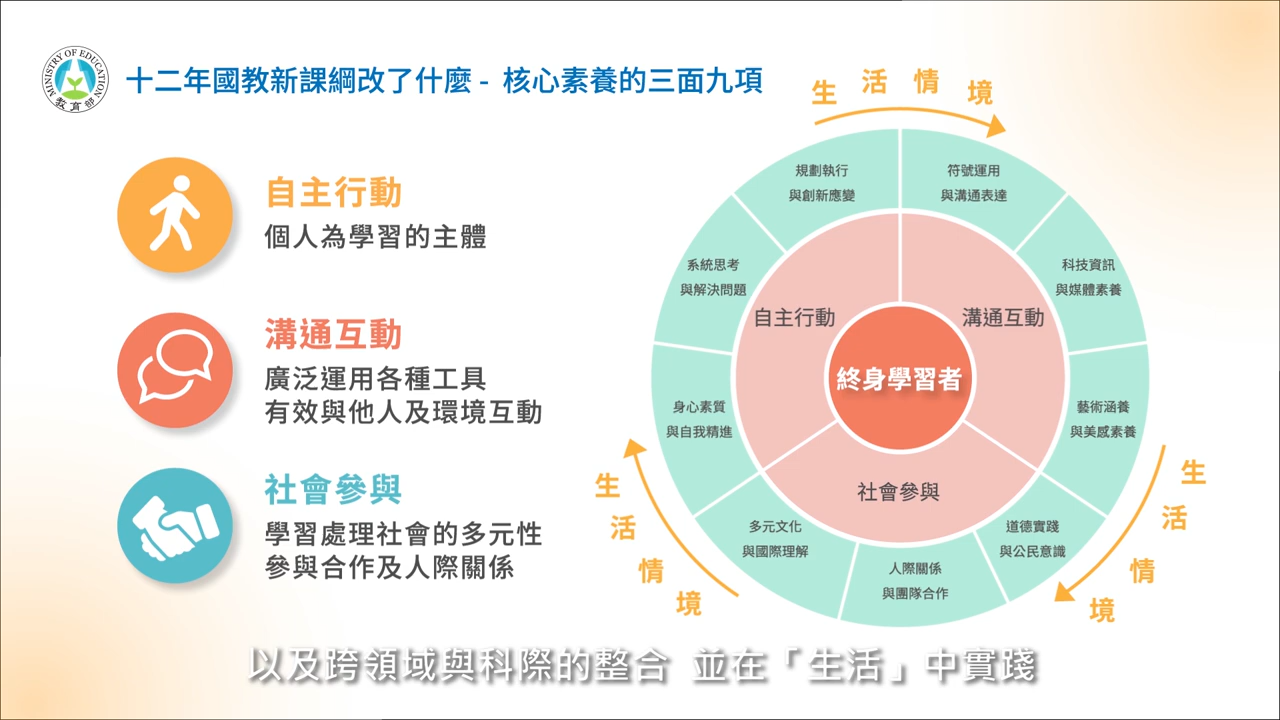 MINISTRY OF EDUCATION
教育部
十二年國教新課綱改了什麼 - 核心素養的三面九項
自主行動
個人為學習的主體
溝通互動
廣泛運用各種工具
有效與他人及環境互動
社會參與
學習處理社會的多元性
參與合作及人際關係
生活情境
規劃執行
與創新應變
符號運用
與溝通表達
系統思考
與解決問題
科技資訊
與媒體素養
自主行動
溝通互動
終身學習者
身心素質
與自我精進
藝術涵養
與美感素養
社會參與
多元文化
與國際理解
人際關係
與團隊合作
道德實踐
與公民意識
生活情境
生活情境
以及跨領域與科際的整合 並在「生活」中實踐